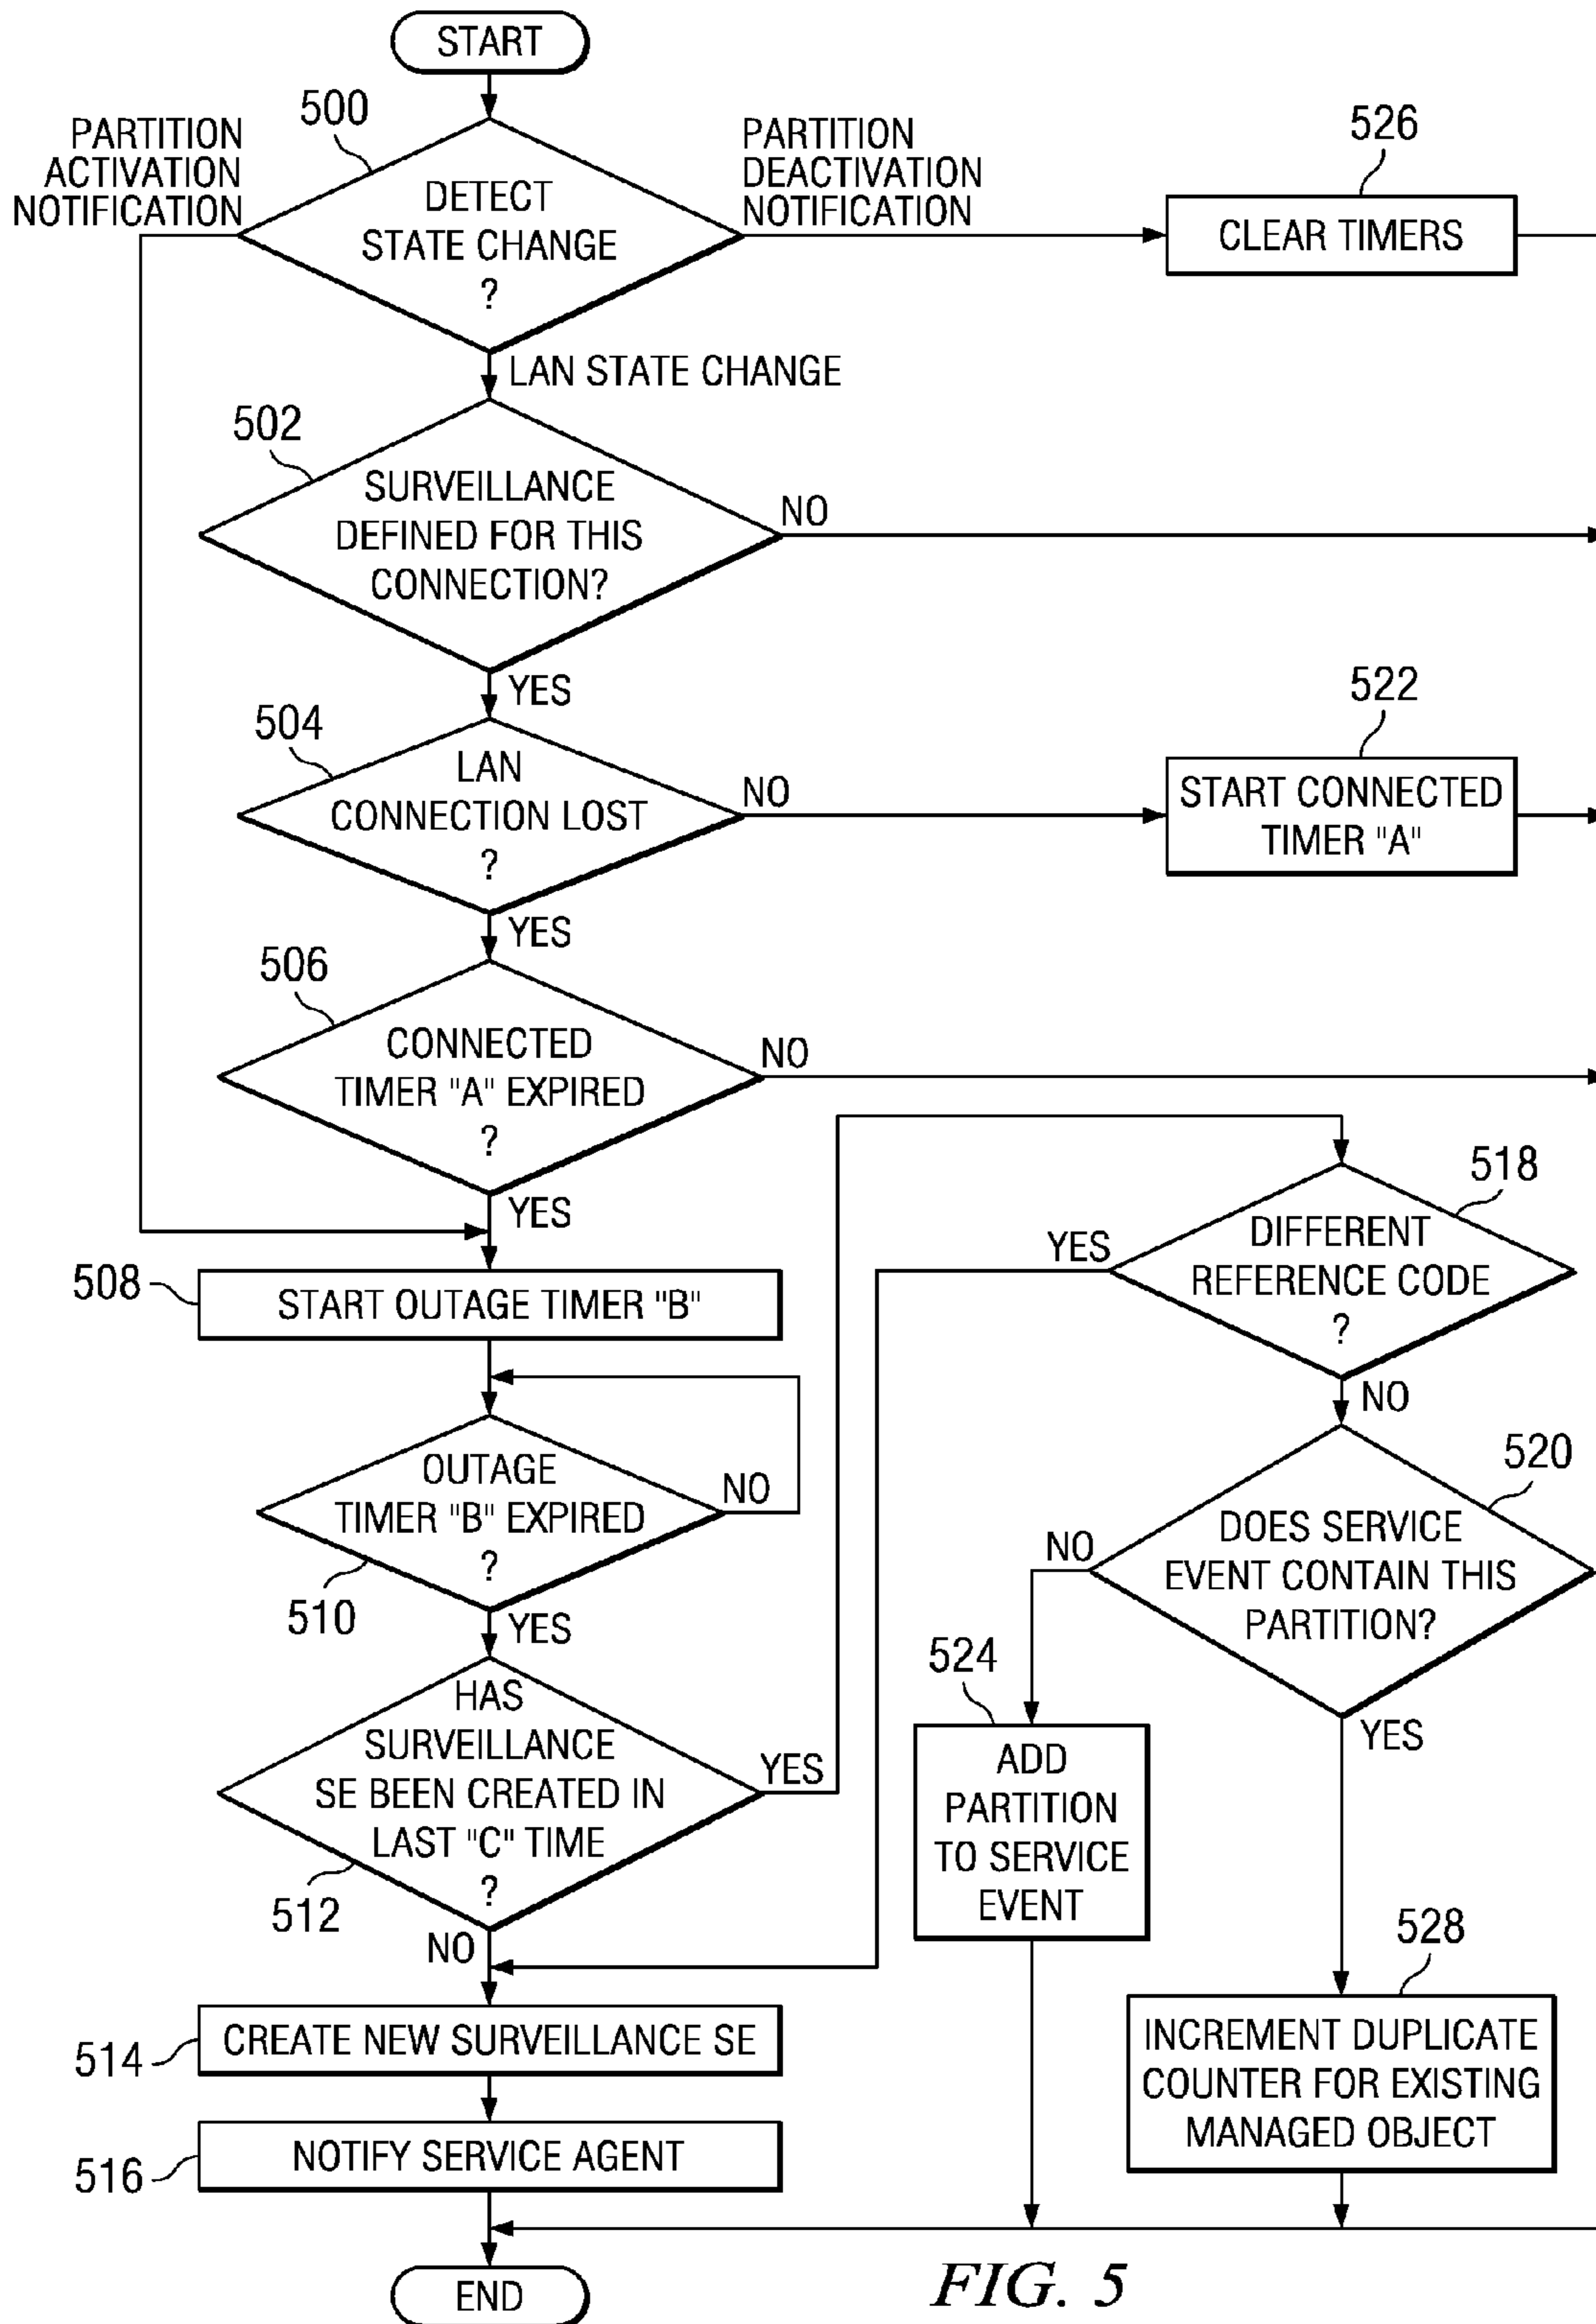 START
500
PARTITION
ACTIVATION
NOTIFICATION
PARTITION
DEACTIVATION
NOTIFICATION
DETECT
STATE CHANGE
?
526
CLEAR TIMERS
LAN STATE CHANGE
502
SURVEILLANCE
DEFINED FOR THIS
CONNECTION?
NO
YES
504
LAN
CONNECTION LOST
?
NO
522
START CONNECTED
TIMER "A"
YES
506
CONNECTED
TIMER "A" EXPIRED
?
NO
YES
508
START OUTAGE TIMER "B"
OUTAGE
TIMER "B" EXPIRED
?
NO
510
YES
HAS
SURVEILLANCE
SE BEEN CREATED IN
LAST "C" TIME
?
YES
512
NO
518
DIFFERENT
REFERENCE CODE
?
YES
NO
520
DOES SERVICE
EVENT CONTAIN THIS
PARTITION?
NO
YES
524
ADD
PARTITION
TO SERVICE
EVENT
528
INCREMENT DUPLICATE
COUNTER FOR EXISTING
MANAGED OBJECT
514
CREATE NEW SURVEILLANCE SE
516
NOTIFY SERVICE AGENT
END
FIG. 5